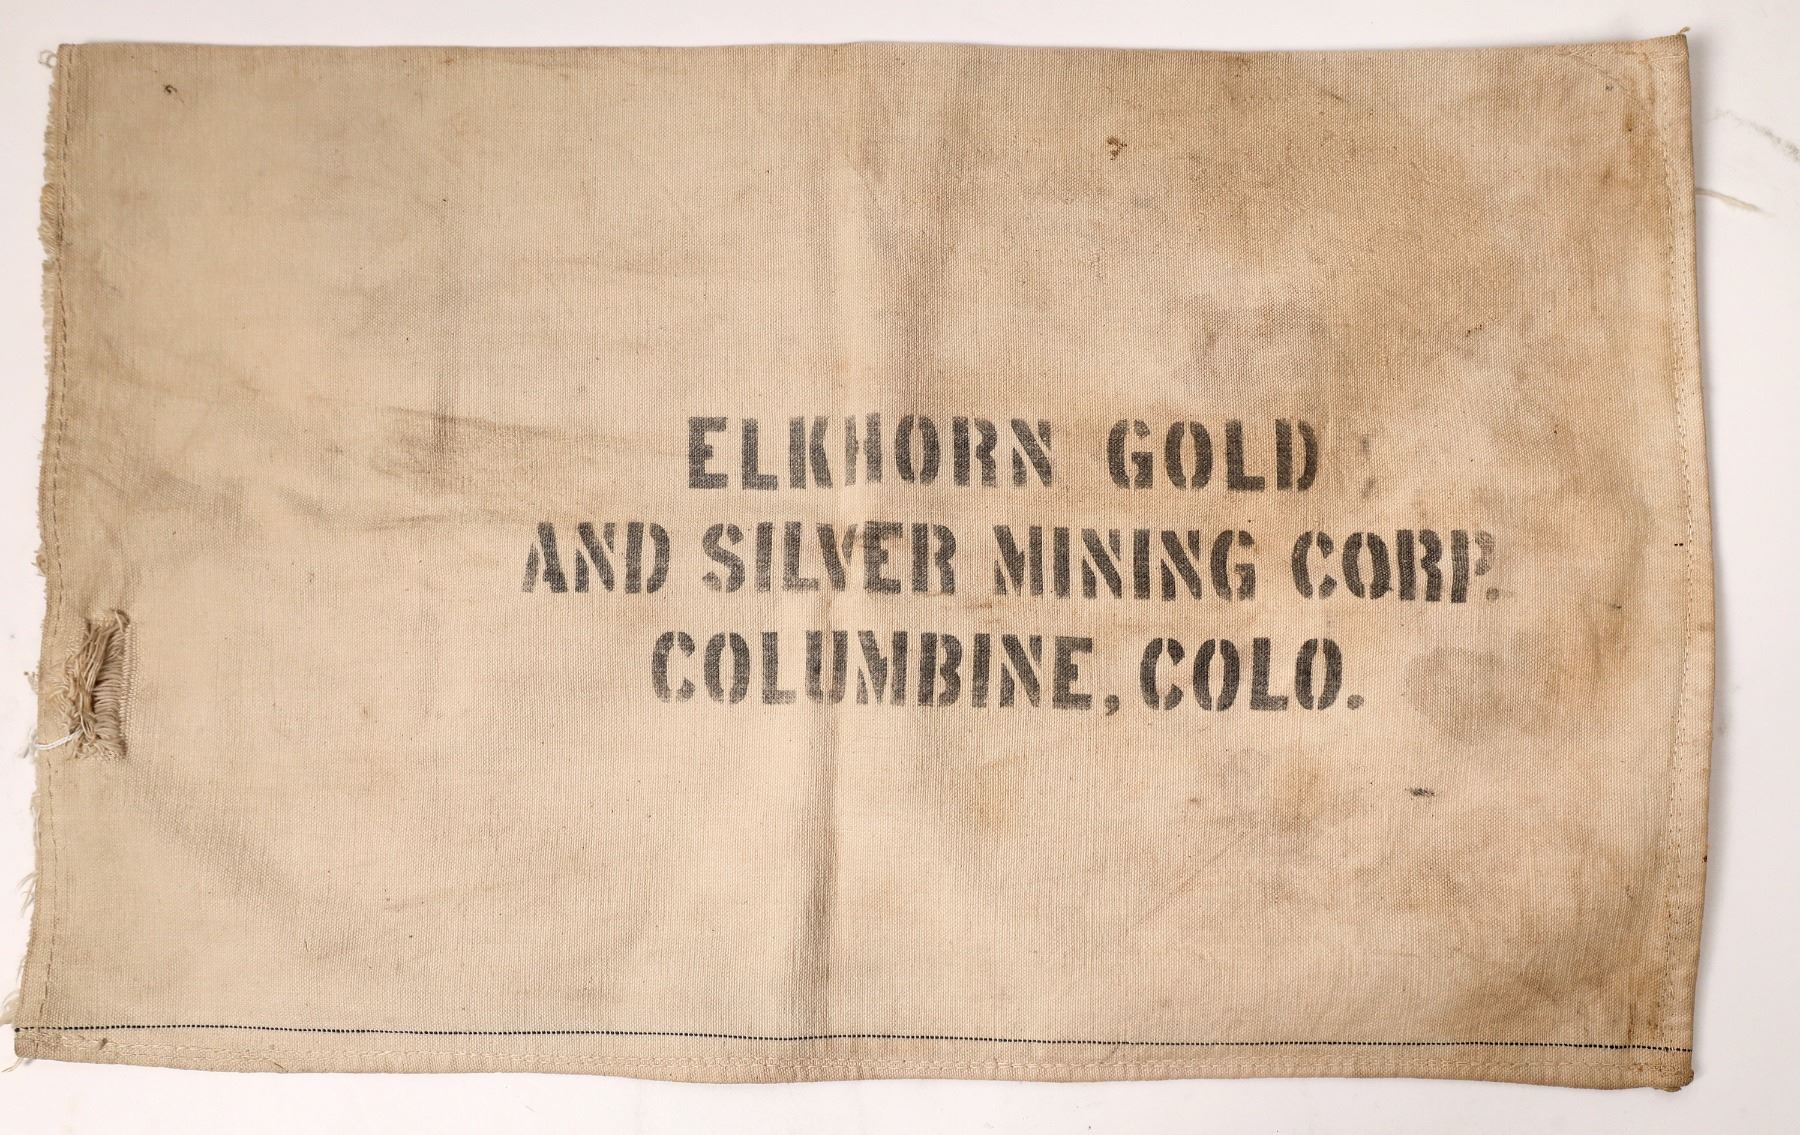 ELKHORN GOLD
AND SILVER MINING CORP.
COLUMBINE, COLO.